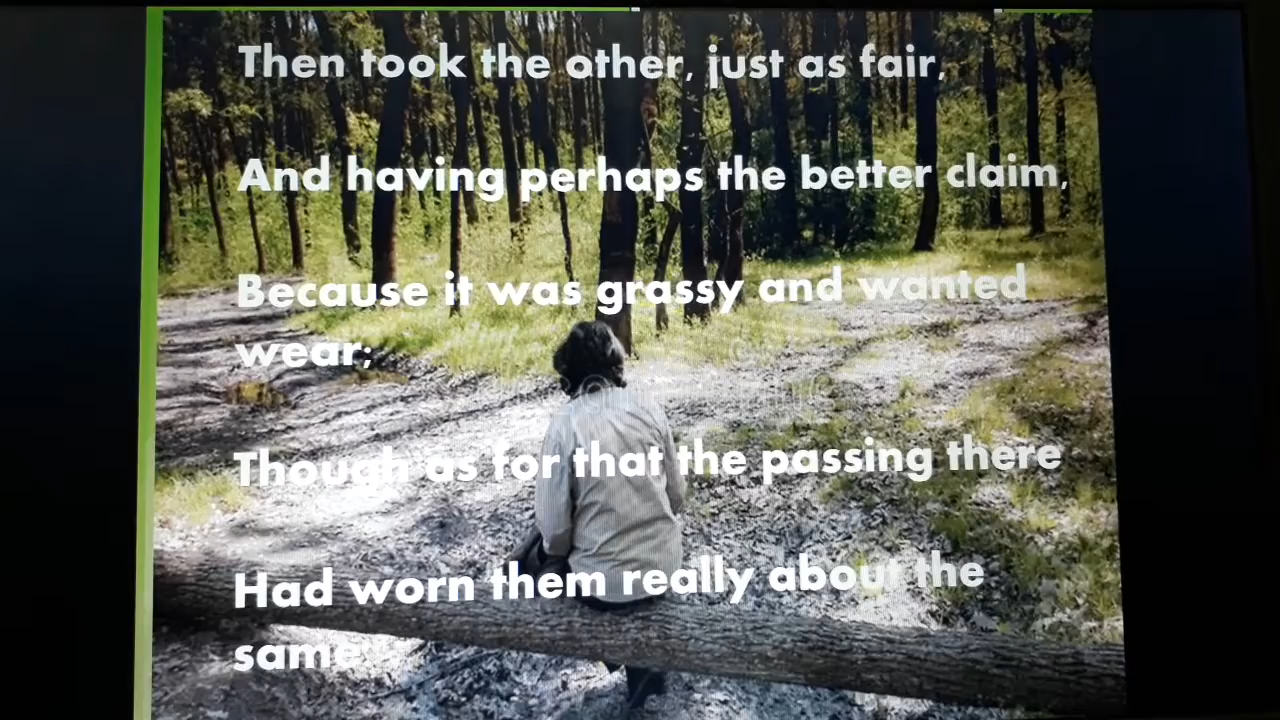 Then took the other, just as fair,
And having perhaps the better claim,
Because it was grassy and wanted
wear;
Though as for that the passing there
Had worn them really about the
same